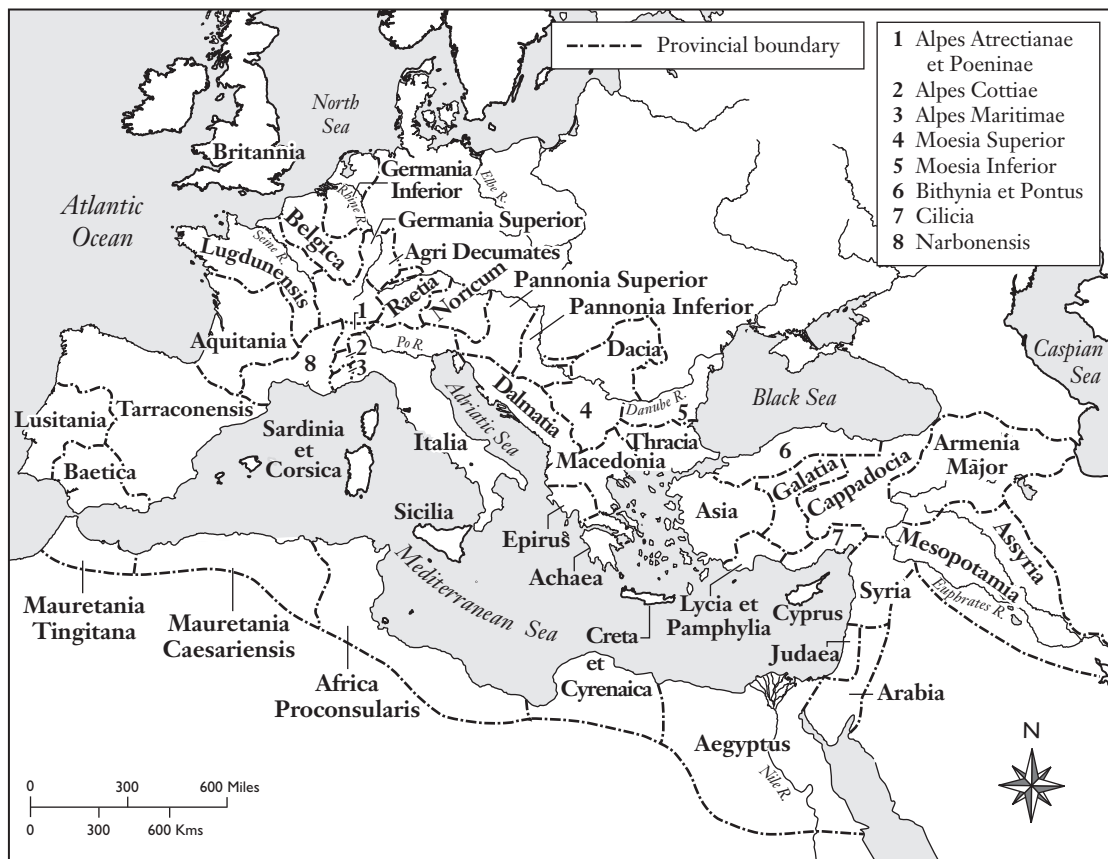 Provincial boundary
1 Alpes Atrectianae
et Poeninae
2 Alpes Cottiae
3 Alpes Maritimae
4 Moesia Superior
5 Moesia Inferior
6 Bithynia et Pontus
7 Cilicia
8 Narbonensis
North
Sea
Britannia
Atlantic
Ocean
Germania
Inferior
Rhine R.
Elbe R.
Belgica
Germania Superior
Seine R.
Lugdunensis
Agri Decumates
Raetia
Noricum
Pannonia Superior
Pannonia Inferior
1
2
3
8
Po R.
Aquitania
Dacia
Caspian
Sea
Black Sea
Dalmatia
4
Danube R.
5
Adriatic Sea
Lusitania
Tarraconensis
Baetica
Sardinia
et
Corsica
Italia
Thracia
Macedonia
6
Galatia
Cappadocia
Armenia
Major
Asia
7
Sicilia
Epirus
Achaea
Mesopotamia
Assyria
Euphrates R.
Mediterranean Sea
Lycia et
Pamphylia
Cyprus
Syria
Mauretania
Tingitana
Mauretania
Caesariensis
Creta
et
Cyrenaica
Judaea
Africa
Proconsularis
Arabia
Aegyptus
Nile R.
N
0 300 600 Miles
0 300 600 Kms